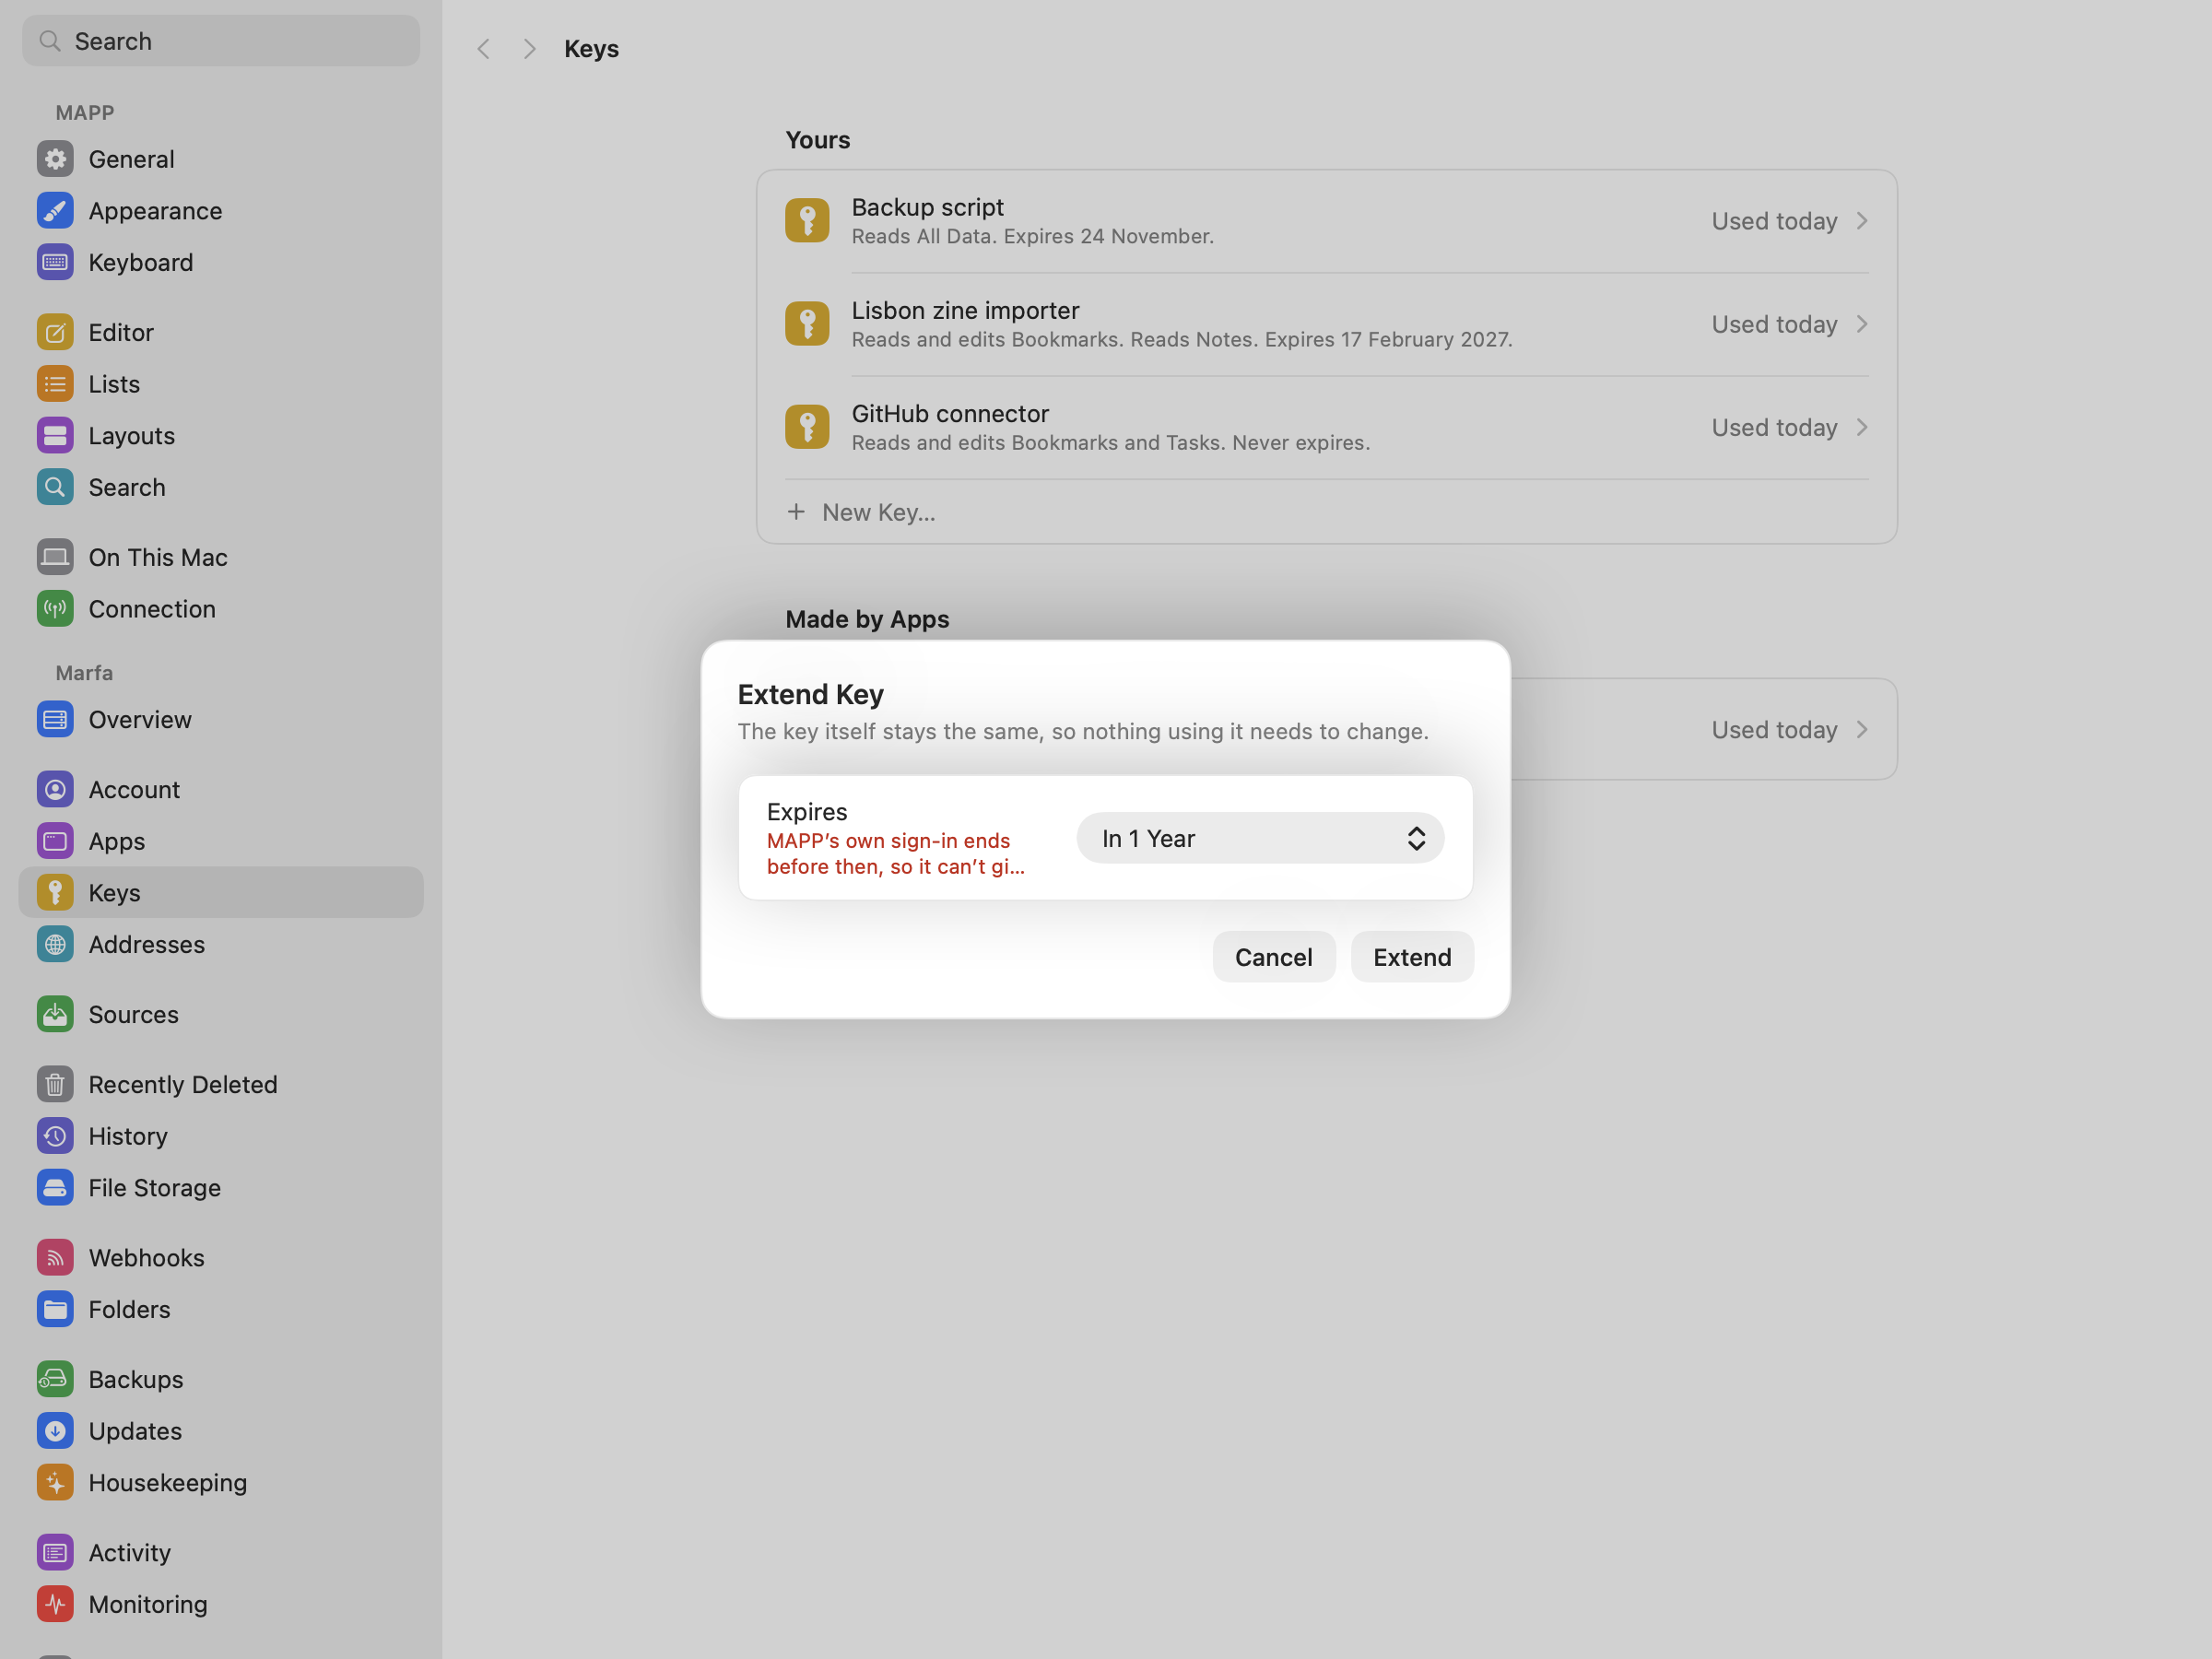 Search
MAPP
General
Appearance
Keyboard
Editor
Lists
Layouts
Search
On This Mac
Connection
Marfa
Overview
Account
Apps
Keys
Addresses
Sources
Recently Deleted
History
File Storage
Webhooks
Folders
Backups
Updates
Housekeeping
Activity
Monitoring
Keys
Yours
Backup script
Reads All Data. Expires 24 November.
Used today
Lisbon zine importer
Reads and edits Bookmarks. Reads Notes. Expires 17 February 2027.
Used today
GitHub connector
Reads and edits Bookmarks and Tasks. Never expires.
Used today
New Key...
Made by Apps
Used today
Extend Key
The key itself stays the same, so nothing using it needs to change.
Expires
MAPP’s own sign-in ends
before then, so it can’t gi...
In 1 Year
Cancel
Extend